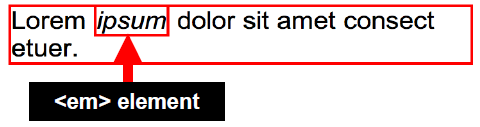 Lorem ipsum dolor sit amet consect
etuer.
<em> element